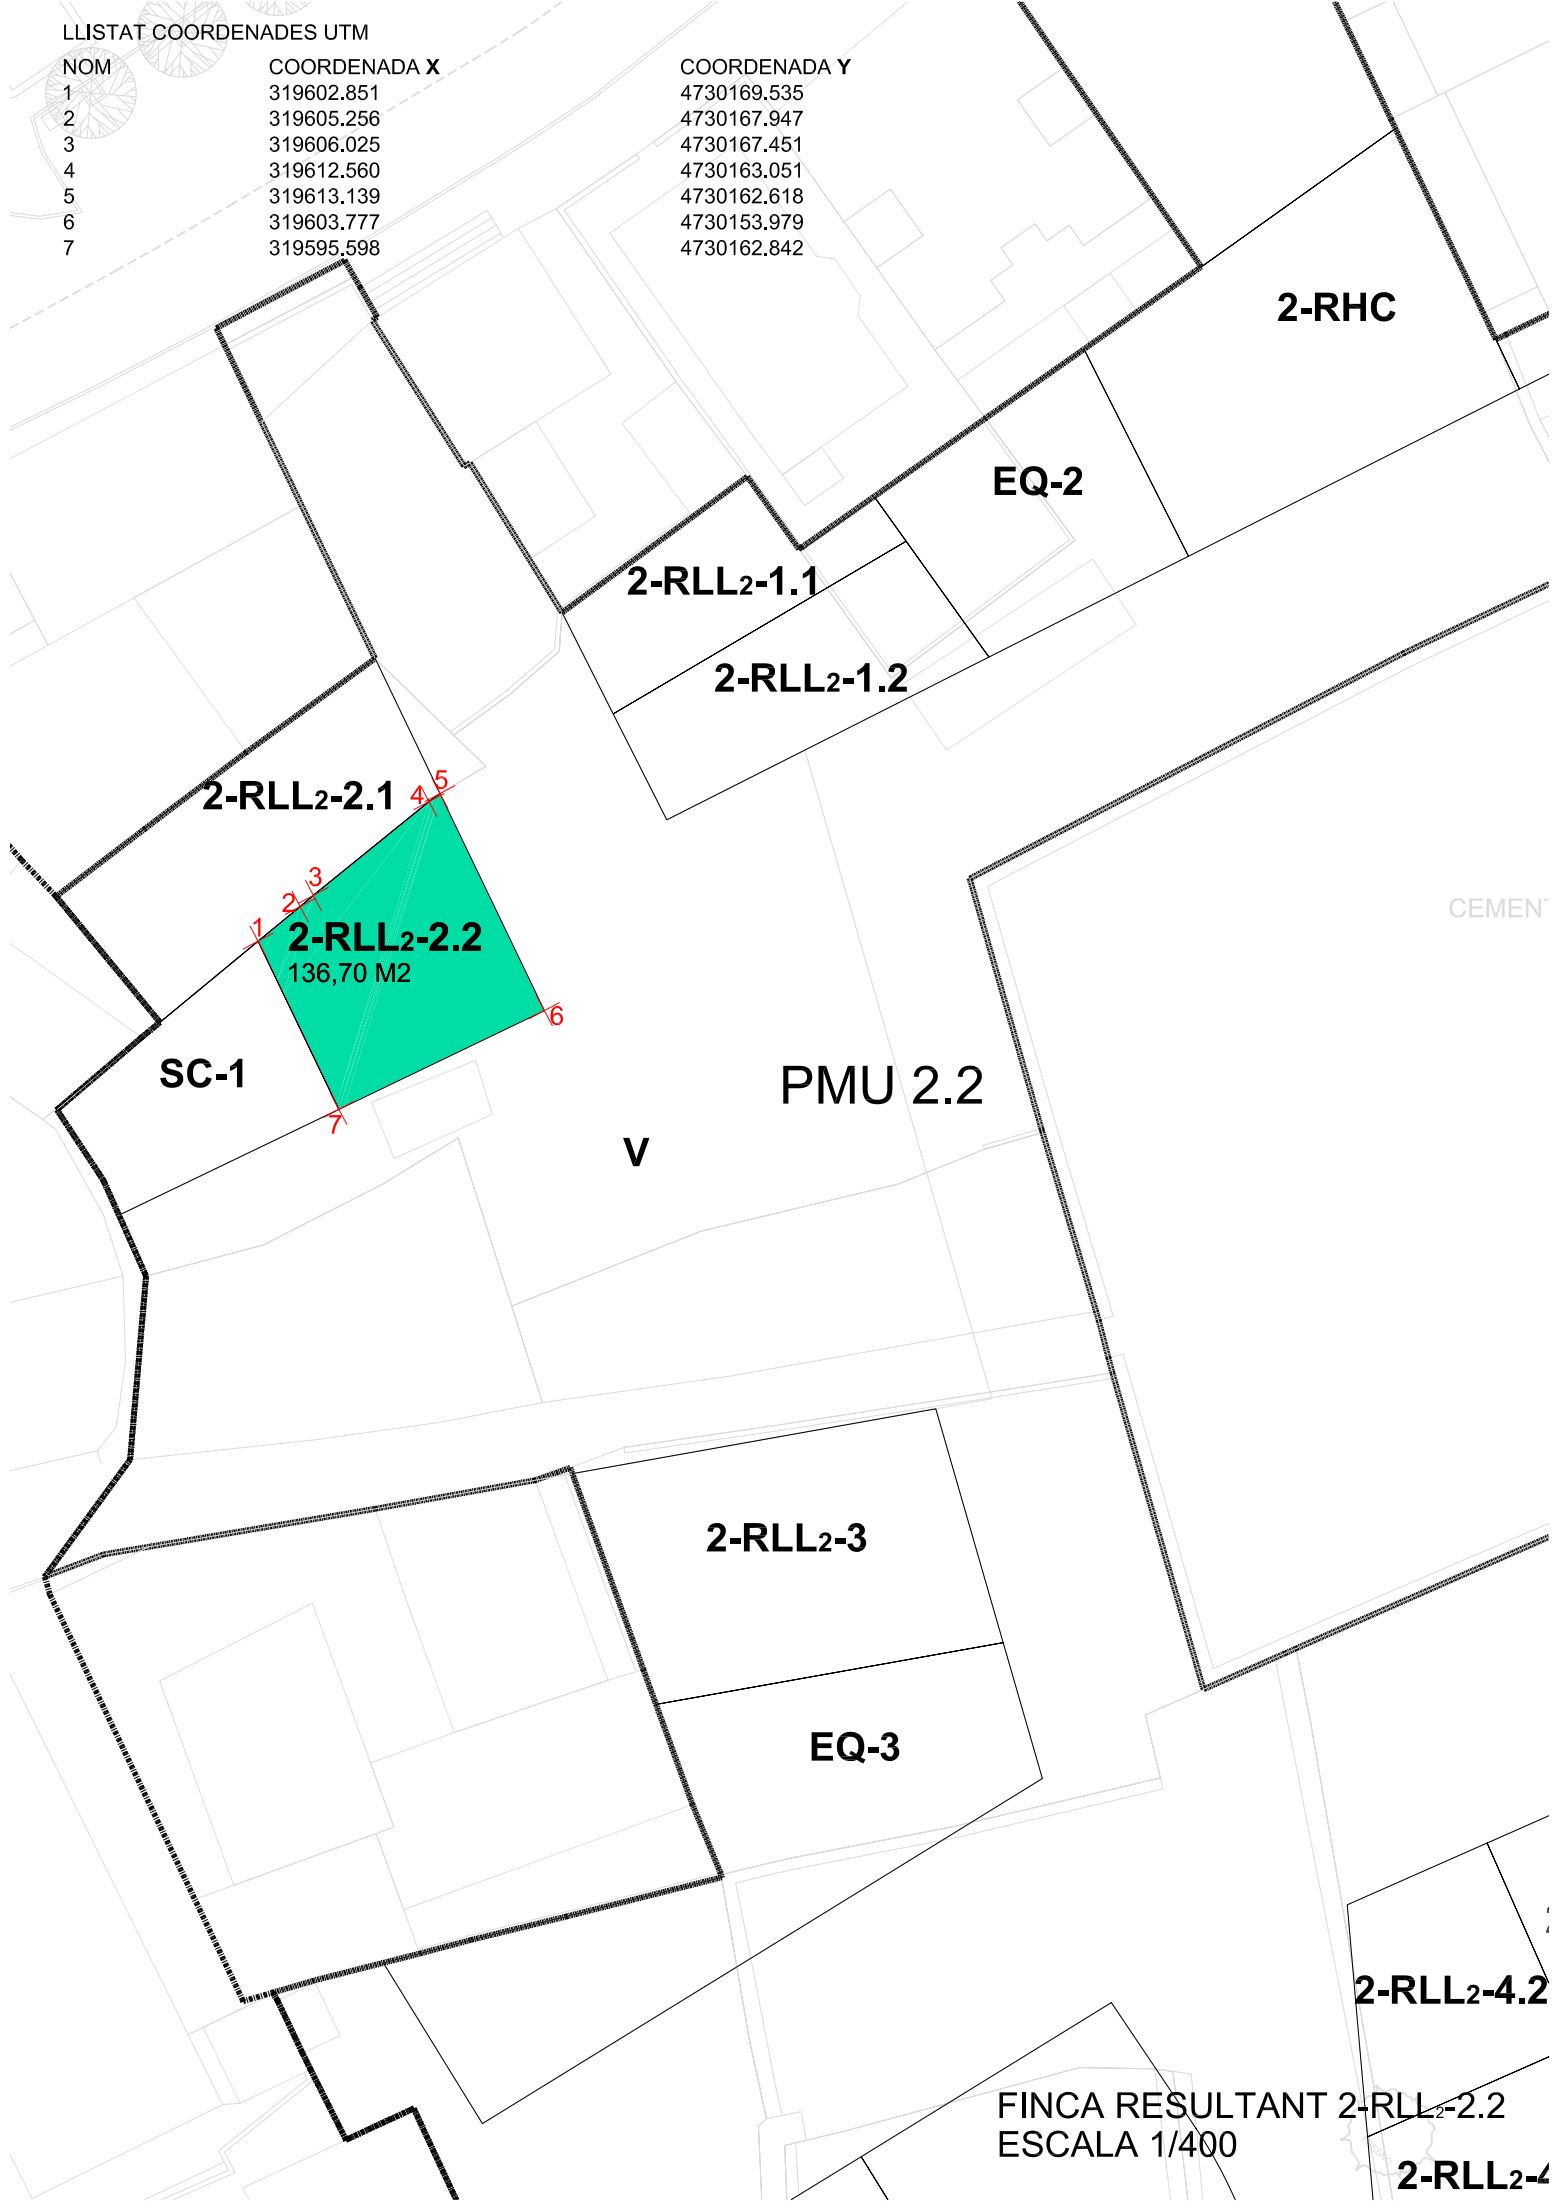 LLISTAT COORDENADES UTM
NOM COORDENADA X COORDENADA Y
1 319602.851 4730169.535
2 319605.256 4730167.947
3 319606.025 4730167.451
4 319612.560 4730163.051
5 319613.139 4730162.618
6 319603.777 4730153.979
7 319595.598 4730162.842
2-RHC
EQ-2
2-RLL2-1.1
2-RLL2-1.2
5
4
2-RLL2-2.1
3
2
1
2-RLL2-2.2
136,70 M2
CEMENT
6
SC-1
PMU 2.2
7
V
2-RLL2-3
EQ-3
2-RLL2-4.2
FINCA RESULTANT 2-RLL2-2.2
ESCALA 1/400
2-RLL2-4